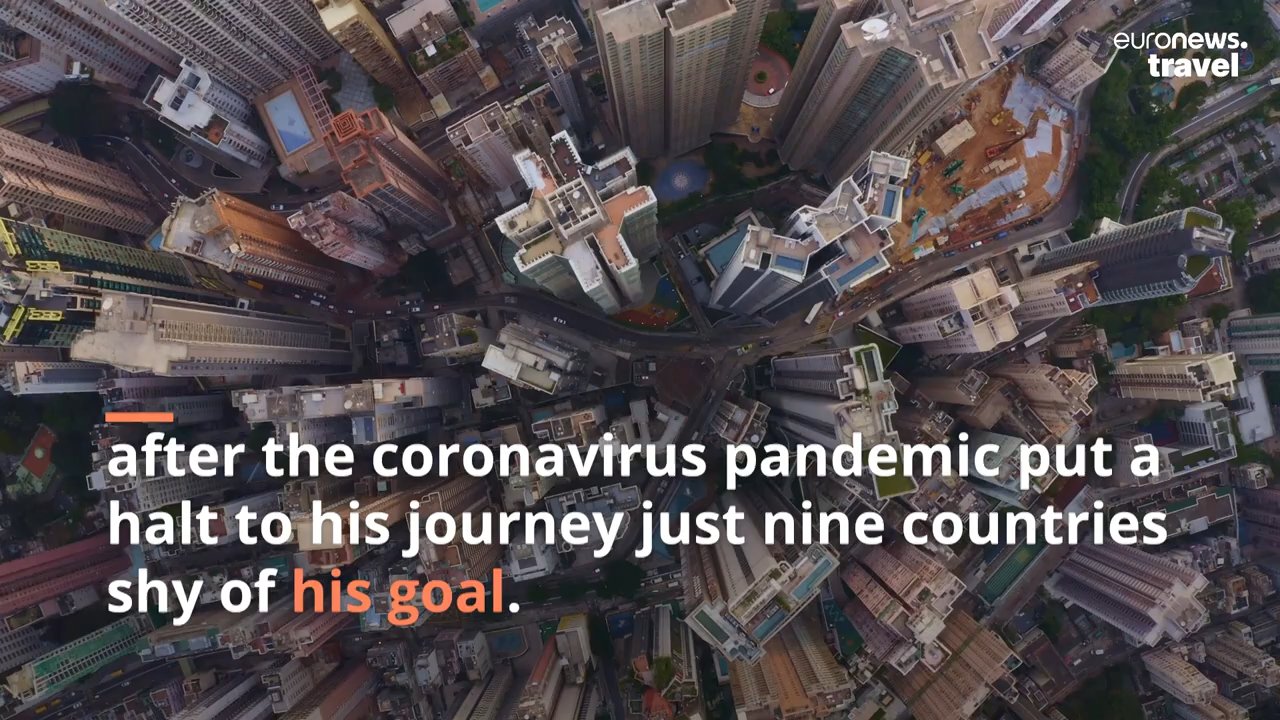 euronews.
travel
after the coronavirus pandemic put a
halt to his journey just nine countries
shy of his goal.